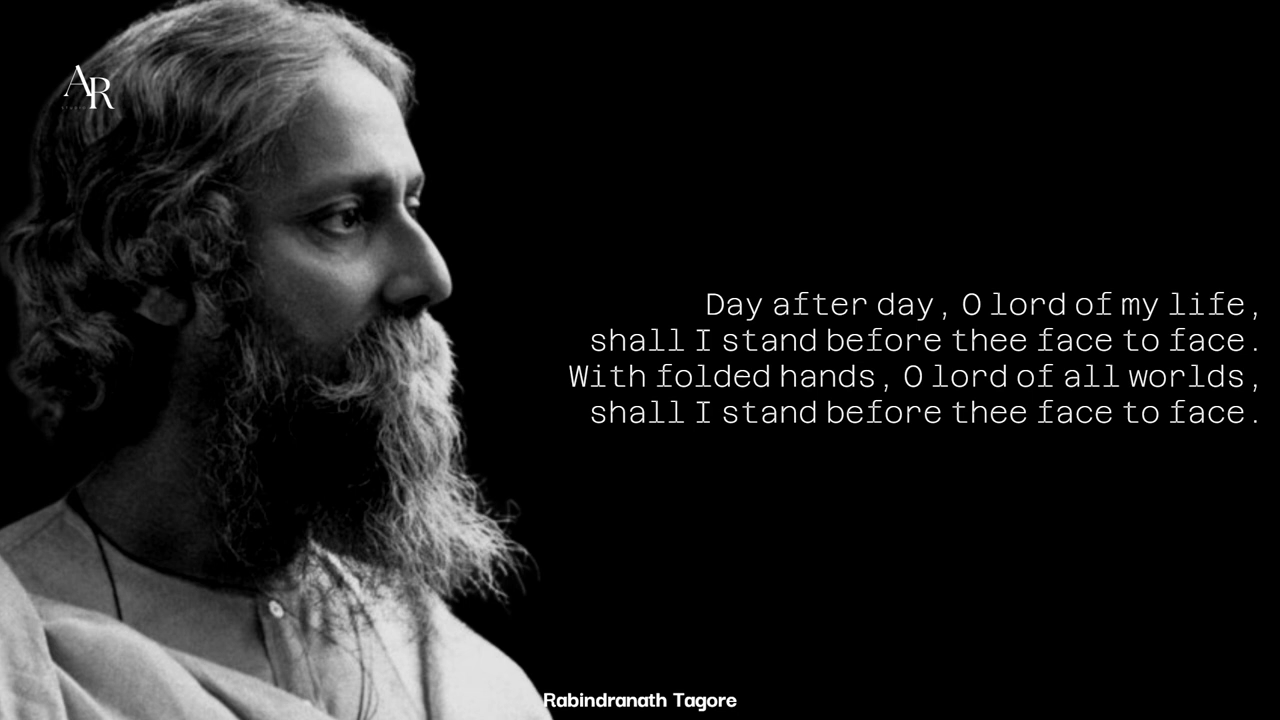 AR
Day after day, O lord of my life,
shall I stand before thee face to face.
With folded hands, O lord of all worlds,
shall I stand before thee face to face.
Rabindranath Tagore